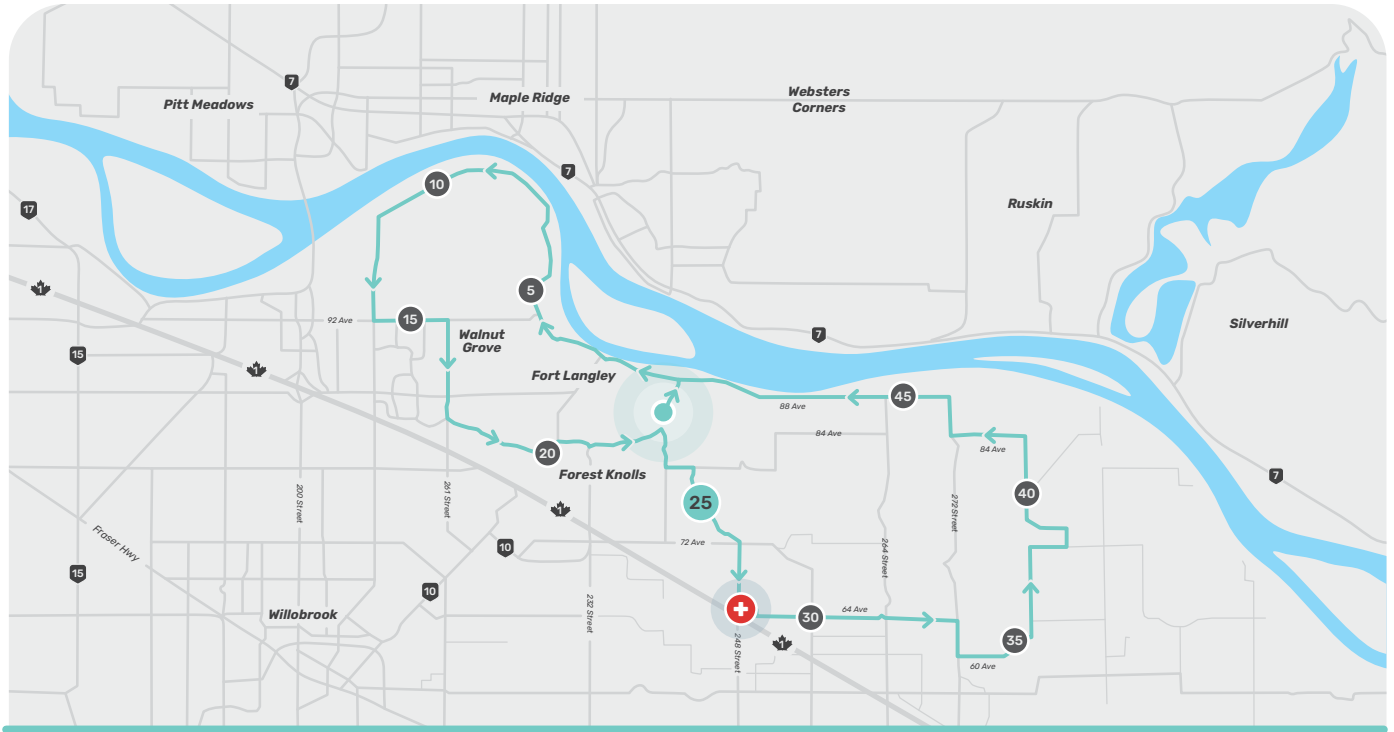 7
Pitt Meadows
Maple Ridge
Websters
Corners
7
10
17
Ruskin
1
5
92 Ave
15
Walnut
Grove
7
Silverhill
15
1
Fort Langley
88 Ave
45
84 Ave
84 Ave
20
Forest Knolls
7
200 Street
261 Street
25
40
272 Street
1
Fraser Hwy
10
72 Ave
264 Street
15
10
232 Street
Willobrook
30
64 Ave
248 Street
1
35
60 Ave